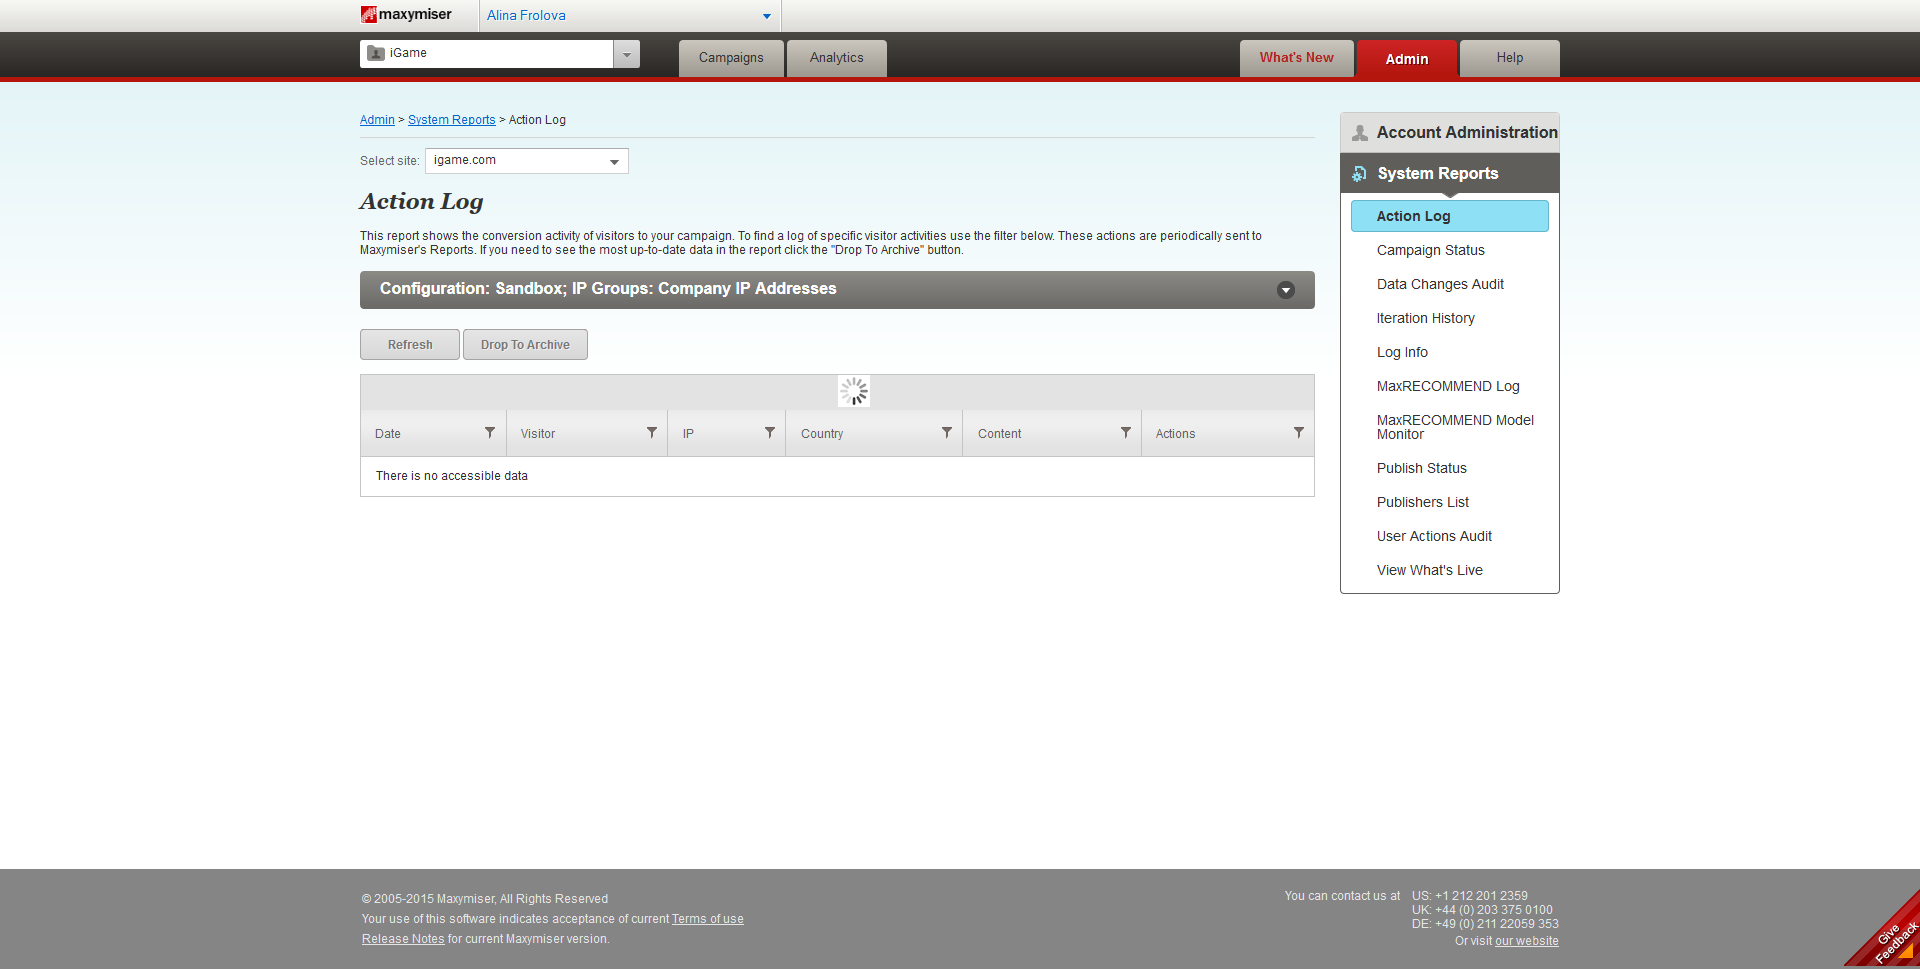 maxymiser
Alina Frolova
iGame
Campaigns
Analytics
What's New
Admin
Help
Admin > System Reports > Action Log
Select site:
igame.com
Action Log
This report shows the conversion activity of visitors to your campaign. To find a log of specific visitor activities use the filter below. These actions are periodically sent to
Maxymiser's Reports. If you need to see the most up-to-date data in the report click the "Drop To Archive" button.
Configuration: Sandbox; IP Groups: Company IP Addresses
Refresh
Drop To Archive
Date
Visitor
IP
Country
Content
Actions
There is no accessible data
Account Administration
System Reports
Action Log
Campaign Status
Data Changes Audit
Iteration History
Log Info
MaxRECOMMEND Log
MaxRECOMMEND Model
Monitor
Publish Status
Publishers List
User Actions Audit
View What's Live
© 2005-2015 Maxymiser, All Rights Reserved
Your use of this software indicates acceptance of current Terms of use
Release Notes for current Maxymiser version.
You can contact us at
US: +1 212 201 2359
UK: +44 (0) 203 375 0100
DE: +49 (0) 211 22059 353
Or visit our website
Give
Feedback